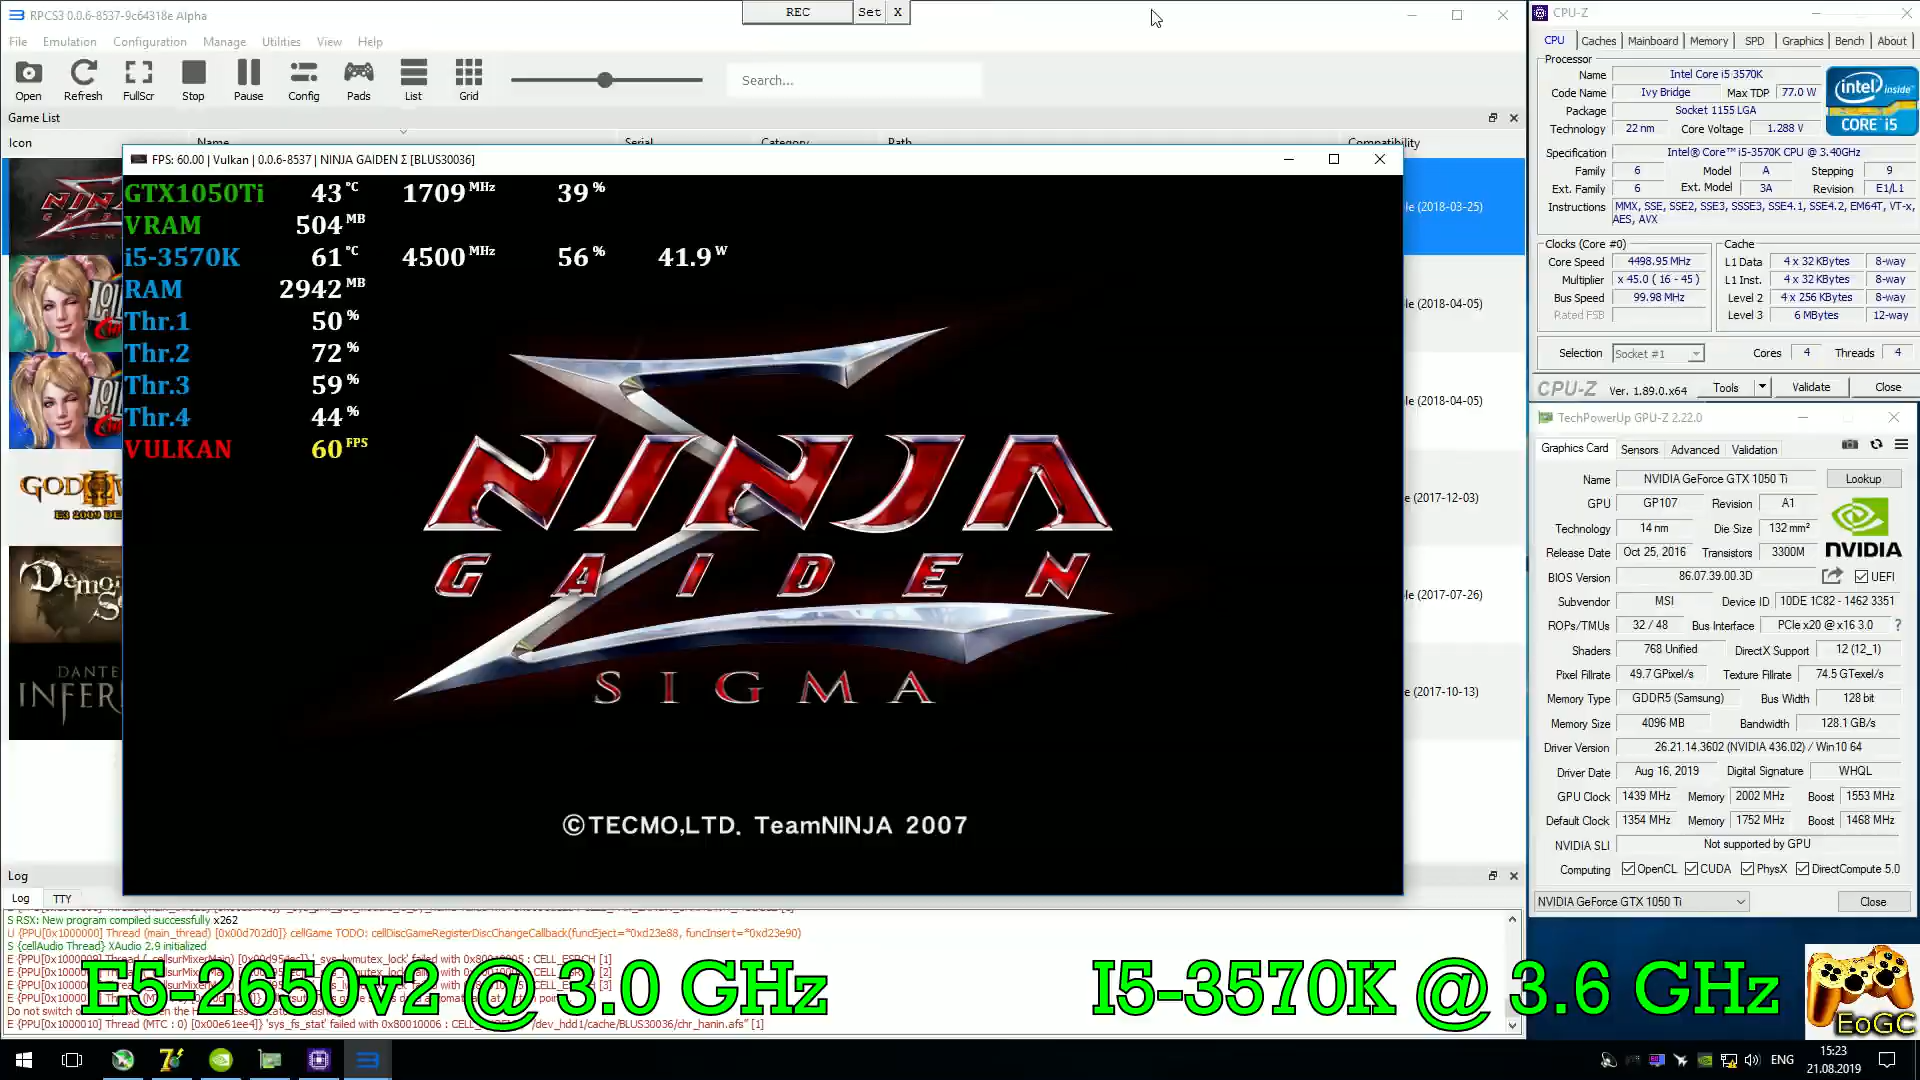 RPCS3 0.0.6-8537-9c64318e Alpha
REC Set X
File Emulation Configuration Manage Utilities View Help
Open Refresh FullScr Stop Pause Config Pads List Grid
Search...
Game List
Icon Name Serial Category Path Compatibility
FPS: 60.00 | Vulkan | 0.0.6-8537 | NINJA GAIDEN Σ [BLUS30036]
GTX1050Ti 43 °C 1709 MHz 39 %
VRAM 504 MB
i5-3570K 61 °C 4500 MHz 56 % 41.9 W
RAM 2942 MB
Thr.1 50 %
Thr.2 72 %
Thr.3 59 %
Thr.4 44 %
VULKAN 60 FPS
NINJA
GAIDEN
SIGMA
©TECMO,LTD. TeamNINJA 2007
le (2018-03-25)
le (2018-04-05)
le (2018-04-05)
le (2017-12-03)
le (2017-07-26)
e (2017-10-13)
GOD
E3 2009 DE
Demo
S
DANTE
INFER
Log
Log TTY
S RSX: New program compiled successfully x262
U {PPU[0x1000000] Thread (main_thread) [0x00d702d0]} cellGame TODO: cellDiscGameRegisterDiscChangeCallback(funcEject=*0xd23e88, funcInsert=*0xd23e90)
S {cellAudio Thread} XAudio 2.9 initialized
E5-2650v2 @ 3.0 GHz
I5-3570K @ 3.6 GHz
EoGC
CPU-Z
CPU Caches Mainboard Memory SPD Graphics Bench About
Processor
Name Intel Core i5 3570K
Code Name Ivy Bridge Max TDP 77.0 W
Package Socket 1155 LGA
Technology 22 nm Core Voltage 1.288 V
intel inside™
CORE i5
Specification Intel® Core™ i5-3570K CPU @ 3.40GHz
Family 6 Model A Stepping 9
Ext. Family 6 Ext. Model 3A Revision E1/L1
Instructions MMX, SSE, SSE2, SSE3, SSSE3, SSE4.1, SSE4.2, EM64T, VT-x,
AES, AVX
Clocks (Core #0) Cache
Core Speed 4498.95 MHz L1 Data 4 x 32 KBytes 8-way
Multiplier x 45.0 ( 16 - 45 ) L1 Inst. 4 x 32 KBytes 8-way
Bus Speed 99.98 MHz Level 2 4 x 256 KBytes 8-way
Rated FSB Level 3 6 MBytes 12-way
Selection Socket #1 Cores 4 Threads 4
CPU-Z Ver. 1.89.0.x64 Tools Validate Close
TechPowerUp GPU-Z 2.22.0
Graphics Card Sensors Advanced Validation
Name NVIDIA GeForce GTX 1050 Ti Lookup
GPU GP107 Revision A1
Technology 14 nm Die Size 132 mm²
Release Date Oct 25, 2016 Transistors 3300M
NVIDIA
BIOS Version 86.07.39.00.3D UEFI
Subvendor MSI Device ID 10DE 1C82 - 1462 3351
ROPs/TMUs 32 / 48 Bus Interface PCIe x20 @ x16 3.0 ?
Shaders 768 Unified DirectX Support 12 (12_1)
Pixel Fillrate 49.7 GPixel/s Texture Fillrate 74.5 GTexel/s
Memory Type GDDR5 (Samsung) Bus Width 128 bit
Memory Size 4096 MB Bandwidth 128.1 GB/s
Driver Version 26.21.14.3602 (NVIDIA 436.02) / Win10 64
Driver Date Aug 16, 2019 Digital Signature WHQL
GPU Clock 1439 MHz Memory 2002 MHz Boost 1553 MHz
Default Clock 1354 MHz Memory 1752 MHz Boost 1468 MHz
NVIDIA SLI Not supported by GPU
Computing OpenCL CUDA PhysX DirectCompute 5.0
NVIDIA GeForce GTX 1050 Ti Close
ENG 15:23
21.08.2019